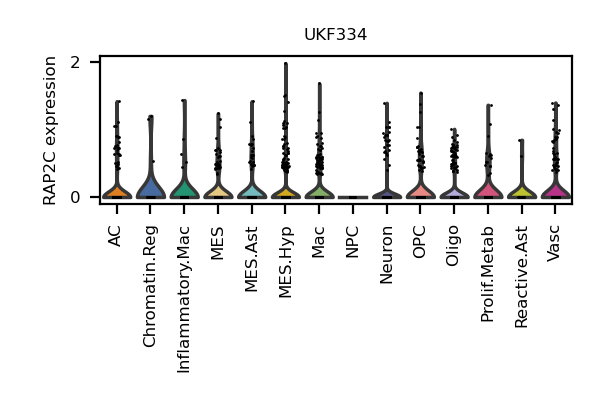 UKF334
RAP2C expression
2
0
AC
Chromatin.Reg
Inflammatory.Mac
MES
MES.Ast
MES.Hyp
Mac
NPC
Neuron
OPC
Oligo
Prolif.Metab
Reactive.Ast
Vasc